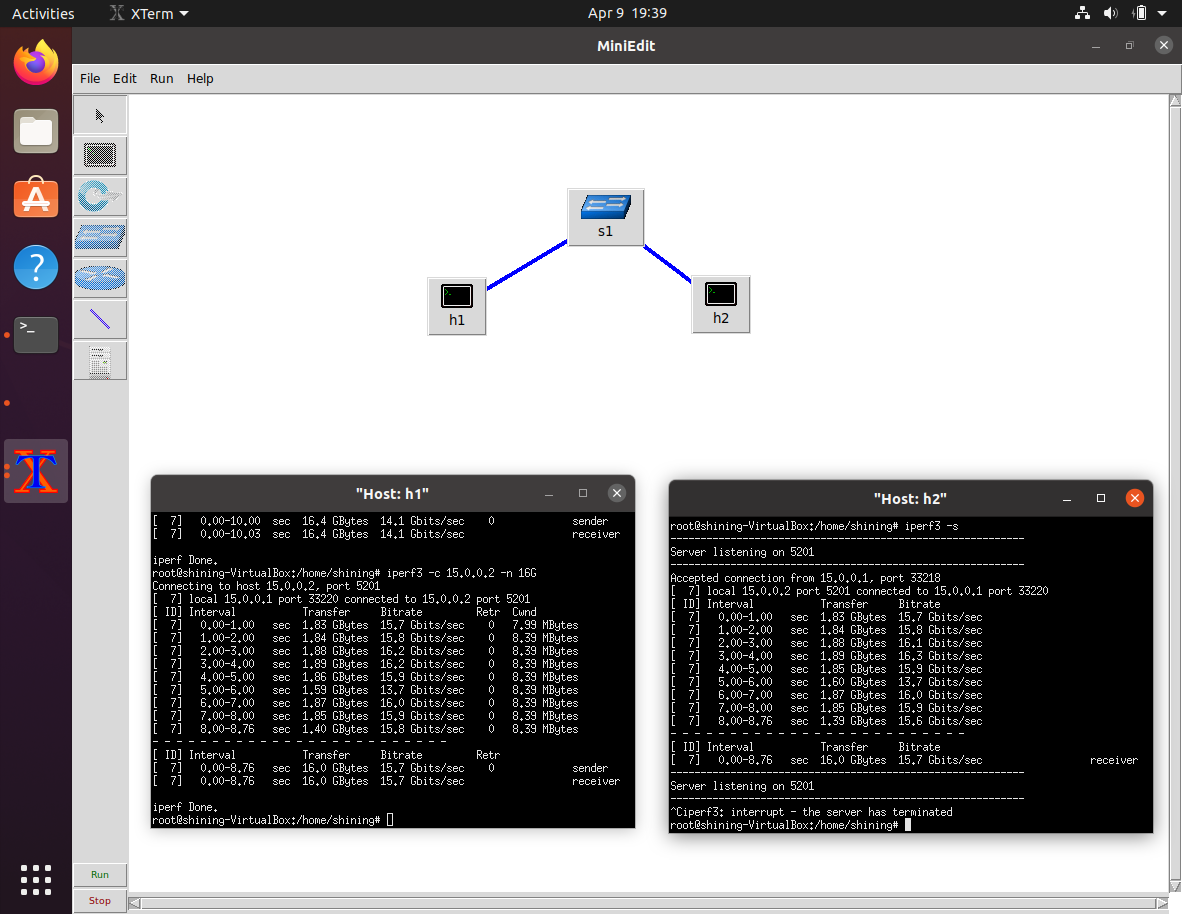 Activities XTerm Apr 9 19:39
MiniEdit
File Edit Run Help
s1
h1
h2
"Host: h1"
[  7]   0.00-10.00  sec  16.4 GBytes  14.1 Gbits/sec    0             sender
[  7]   0.00-10.03  sec  16.4 GBytes  14.1 Gbits/sec                  receiver
iperf Done.
root@shining-VirtualBox:/home/shining# iperf3 -c 15.0.0.2 -n 16G
Connecting to host 15.0.0.2, port 5201
[  7] local 15.0.0.1 port 33220 connected to 15.0.0.2 port 5201
[ ID] Interval           Transfer     Bitrate         Retr  Cwnd
[  7]   0.00-1.00   sec  1.83 GBytes  15.7 Gbits/sec    0   7.99 MBytes
[  7]   1.00-2.00   sec  1.84 GBytes  15.8 Gbits/sec    0   8.39 MBytes
[  7]   2.00-3.00   sec  1.88 GBytes  16.2 Gbits/sec    0   8.39 MBytes
[  7]   3.00-4.00   sec  1.89 GBytes  16.2 Gbits/sec    0   8.39 MBytes
[  7]   4.00-5.00   sec  1.86 GBytes  15.9 Gbits/sec    0   8.39 MBytes
[  7]   5.00-6.00   sec  1.59 GBytes  13.7 Gbits/sec    0   8.39 MBytes
[  7]   6.00-7.00   sec  1.87 GBytes  16.0 Gbits/sec    0   8.39 MBytes
[  7]   7.00-8.00   sec  1.85 GBytes  15.9 Gbits/sec    0   8.39 MBytes
[  7]   8.00-8.76   sec  1.40 GBytes  15.8 Gbits/sec    0   8.39 MBytes
- - - - - - - - - - - - - - - - - - - - - - - - -
[ ID] Interval           Transfer     Bitrate         Retr
[  7]   0.00-8.76   sec  16.0 GBytes  15.7 Gbits/sec    0             sender
[  7]   0.00-8.76   sec  16.0 GBytes  15.7 Gbits/sec                  receiver
iperf Done.
root@shining-VirtualBox:/home/shining#
"Host: h2"
root@shining-VirtualBox:/home/shining# iperf3 -s
-----------------------------------------------------------
Server listening on 5201
-----------------------------------------------------------
Accepted connection from 15.0.0.1, port 33218
[  7] local 15.0.0.2 port 5201 connected to 15.0.0.1 port 33220
[ ID] Interval           Transfer     Bitrate
[  7]   0.00-1.00   sec  1.83 GBytes  15.7 Gbits/sec
[  7]   1.00-2.00   sec  1.84 GBytes  15.8 Gbits/sec
[  7]   2.00-3.00   sec  1.88 GBytes  16.1 Gbits/sec
[  7]   3.00-4.00   sec  1.89 GBytes  16.3 Gbits/sec
[  7]   4.00-5.00   sec  1.85 GBytes  15.9 Gbits/sec
[  7]   5.00-6.00   sec  1.60 GBytes  13.7 Gbits/sec
[  7]   6.00-7.00   sec  1.87 GBytes  16.0 Gbits/sec
[  7]   7.00-8.00   sec  1.85 GBytes  15.9 Gbits/sec
[  7]   8.00-8.76   sec  1.39 GBytes  15.6 Gbits/sec
- - - - - - - - - - - - - - - - - - - - - - - - -
[ ID] Interval           Transfer     Bitrate
[  7]   0.00-8.76   sec  16.0 GBytes  15.7 Gbits/sec                  receiver
-----------------------------------------------------------
Server listening on 5201
-----------------------------------------------------------
^Ciperf3: interrupt - the server has terminated
root@shining-VirtualBox:/home/shining#
Run
Stop